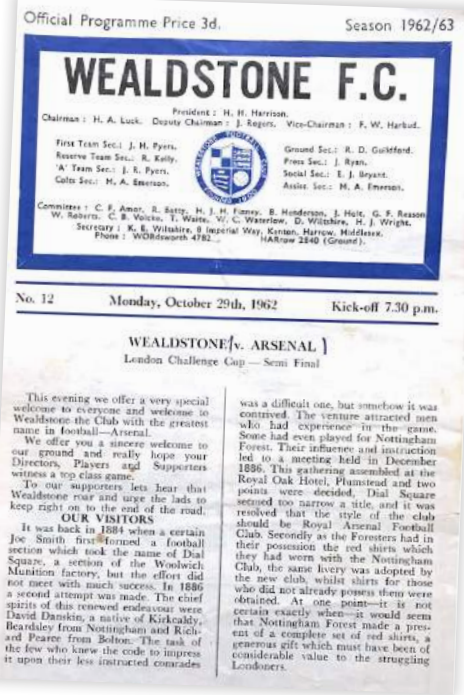 Official Programme Price 3d.
Season 1962/63
WEALDSTONE F.C.
President : H. H. Harrison.
Chairman : H. A. Luck. Deputy Chairman : J. Rogers. Vice-Chairman : F. W. Harbud.
First Team Sec.: J. H. Pyers.
Reserve Team Sec.: R. Kelly.
'A' Team Sec.: J. R. Pyers.
Colts Sec.: H. A. Emerson.
WEALDSTONE FOOTBALL CLUB
Ground Sec.: R. D. Guildford.
Press Sec.: J. Ryan.
Social Sec.: E. J. Bryant.
Assist. Sec.: H. A. Emerson.
Committee : C. F. Amor, R. Batty, H. J. H. Finney, B. Henderson, J. Holt, G. F. Reason
W. Roberts, C. B. Voicke, T. Waite, W. C. Waterlow, D. Wiltshire, H. J. Wright.
Secretary : K. E. Wiltshire, 8 Imperial Way, Kenton, Harrow, Middlesex.
Phone : WORdsworth 4782 HARrow 2840 (Ground).
No. 12
Monday, October 29th, 1962
Kick-off 7.30 p.m.
WEALDSTONE 1 v. ARSENAL 1
London Challenge Cup — Semi Final
This evening we offer a very special
welcome to everyone and welcome to
Wealdstone the Club with the greatest
name in football—Arsenal.
We offer you a sincere welcome to
our ground and really hope your
Directors, Players and Supporters
witness a top class game.
To our supporters lets hear that
Wealdstone roar and urge the lads to
keep right on to the end of the road.
OUR VISITORS
It was back in 1884 when a certain
Joe Smith first formed a football
section which took the name of Dial
Square, a section of the Woolwich
Munition factory, but the effort did
not meet with much success. In 1886
a second attempt was made. The chief
spirits of this renewed endeavour were
David Danskin, a native of Kirkcaldy,
Beardsley from Nottingham and Rich-
ard Pearce from Bolton. The task of
the few who knew the code to impress
it upon their less instructed comrades
was a difficult one, but somehow it was
contrived. The venture attracted men
who had experience in the game.
Some had even played for Nottingham
Forest. Their influence and instruction
led to a meeting held in December
1886. This gathering assembled at the
Royal Oak Hotel, Plumstead and two
points were decided, Dial Square
seemed too narrow a title, and it was
resolved that the style of the club
should be Royal Arsenal Football
Club. Secondly as the Foresters had in
their possession the red shirts which
they had worn with the Nottingham
Club, the same livery was adopted by
the new club, whilst shirts for those
who did not already possess them were
obtained. At one point—it is not
certain exactly when—it would seem
that Nottingham Forest made a pres-
ent of a complete set of red shirts, a
generous gift which must have been of
considerable value to the struggling
Londoners.